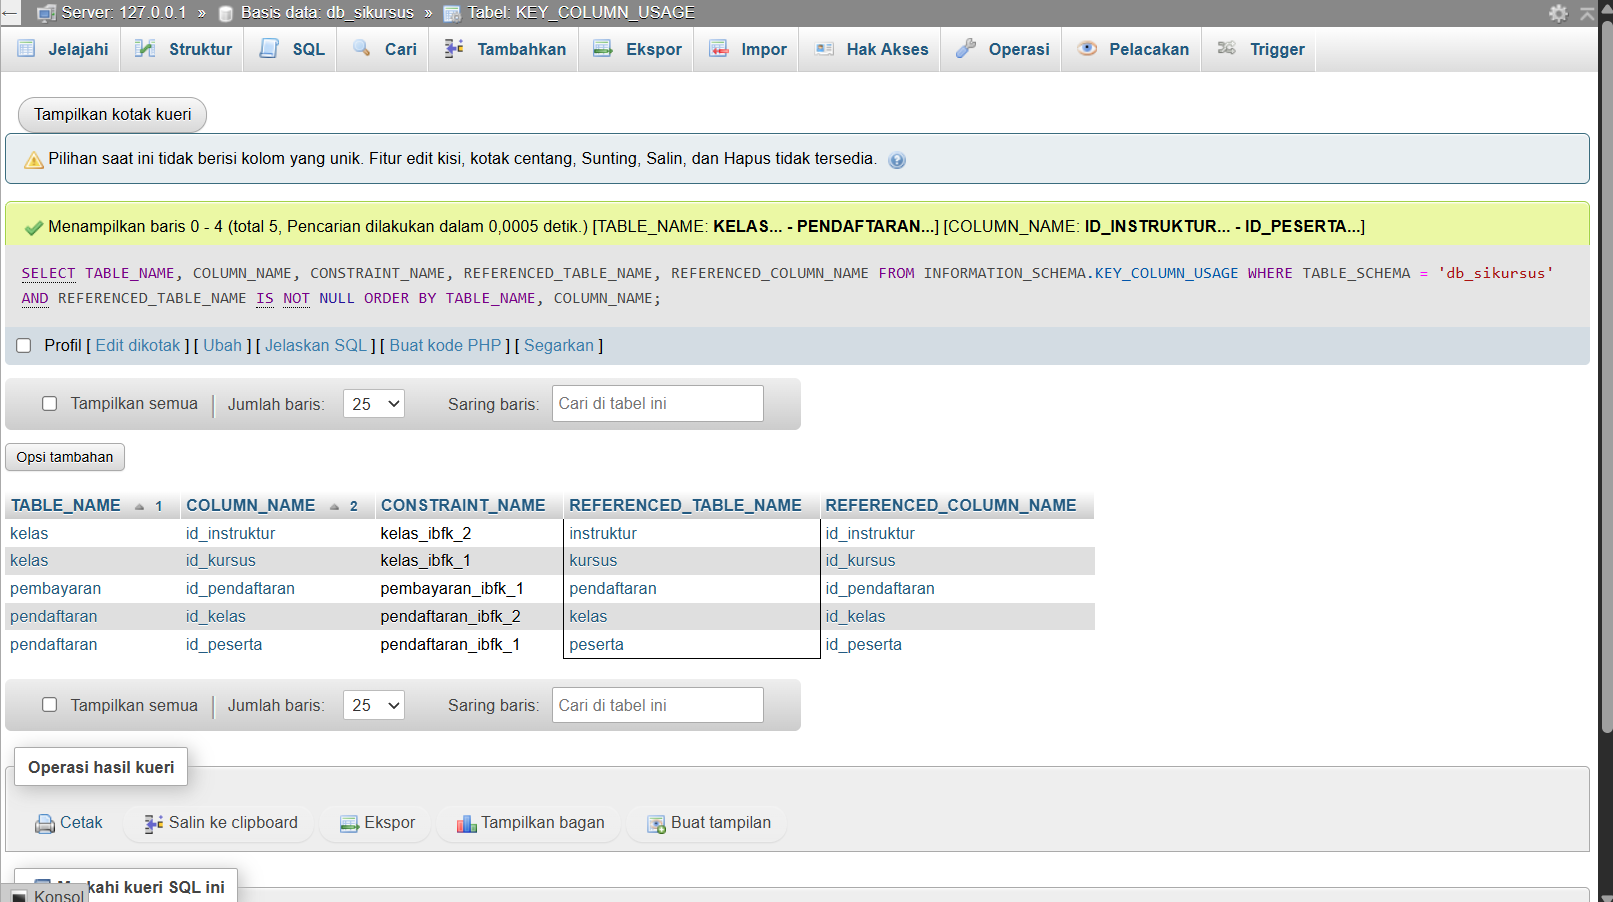 Server: 127.0.0.1 » Basis data: db_sikursus » Tabel: KEY_COLUMN_USAGE
Jelajahi Struktur SQL Cari Tambahkan Ekspor Impor Hak Akses Operasi Pelacakan Trigger
Tampilkan kotak kueri
Pilihan saat ini tidak berisi kolom yang unik. Fitur edit kisi, kotak centang, Sunting, Salin, dan Hapus tidak tersedia.
Menampilkan baris 0 - 4 (total 5, Pencarian dilakukan dalam 0,0005 detik.) [TABLE_NAME: KELAS... - PENDAFTARAN...] [COLUMN_NAME: ID_INSTRUKTUR... - ID_PESERTA...]
SELECT TABLE_NAME, COLUMN_NAME, CONSTRAINT_NAME, REFERENCED_TABLE_NAME, REFERENCED_COLUMN_NAME FROM INFORMATION_SCHEMA.KEY_COLUMN_USAGE WHERE TABLE_SCHEMA = 'db_sikursus'
AND REFERENCED_TABLE_NAME IS NOT NULL ORDER BY TABLE_NAME, COLUMN_NAME;
Profil [ Edit dikotak ] [ Ubah ] [ Jelaskan SQL ] [ Buat kode PHP ] [ Segarkan ]
Tampilkan semua Jumlah baris: 25 Saring baris: Cari di tabel ini
Opsi tambahan
TABLE_NAME 1 COLUMN_NAME 2 CONSTRAINT_NAME REFERENCED_TABLE_NAME REFERENCED_COLUMN_NAME
kelas id_instruktur kelas_ibfk_2 instruktur id_instruktur
kelas id_kursus kelas_ibfk_1 kursus id_kursus
pembayaran id_pendaftaran pembayaran_ibfk_1 pendaftaran id_pendaftaran
pendaftaran id_kelas pendaftaran_ibfk_2 kelas id_kelas
pendaftaran id_peserta pendaftaran_ibfk_1 peserta id_peserta
Tampilkan semua Jumlah baris: 25 Saring baris: Cari di tabel ini
Operasi hasil kueri
Cetak Salin ke clipboard Ekspor Tampilkan bagan Buat tampilan
kueri SQL ini
Konsol